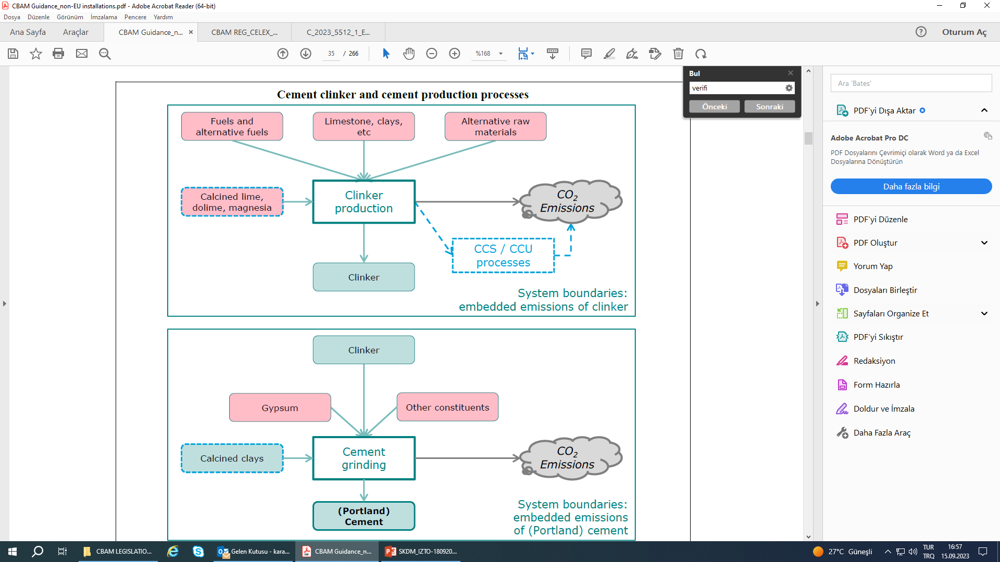 CBAM Guidance_non-EU installations.pdf - Adobe Acrobat Reader (64-bit)
Dosya Düzenle Görünüm İmzalama Pencere Yardım
Ana Sayfa Araçlar CBAM Guidance_n... CBAM REG_CELEX_... C_2023_5512_1_E... Oturum Aç
35 / 266 %168
Bul
verifi
Önceki Sonraki
Cement clinker and cement production processes
Fuels and
alternative fuels
Limestone, clays,
etc
Alternative raw
materials
Calcined lime,
dolime, magnesia
Clinker
production
CO2
Emissions
CCS / CCU
processes
Clinker
System boundaries:
embedded emissions of clinker
Clinker
Gypsum
Other constituents
Calcined clays
Cement
grinding
CO2
Emissions
(Portland)
Cement
System boundaries:
embedded emissions
of (Portland) cement
Ara 'Bates'
PDF'yi Dışa Aktar
Adobe Acrobat Pro DC
PDF Dosyalarını Çevrimiçi olarak Word ya da Excel
Dosyalarına Dönüştürün
Daha fazla bilgi
PDF'yi Düzenle
PDF Oluştur
Yorum Yap
Dosyaları Birleştir
Sayfaları Organize Et
PDF'yi Sıkıştır
Redaksiyon
Form Hazırla
Doldur ve İmzala
Daha Fazla Araç
CBAM LEGISLATIO... Gelen Kutusu - kara... CBAM Guidance_n... SKDM_IZTO-180920...
27°C Güneşli
TUR
TRQ
16:57
15.09.2023